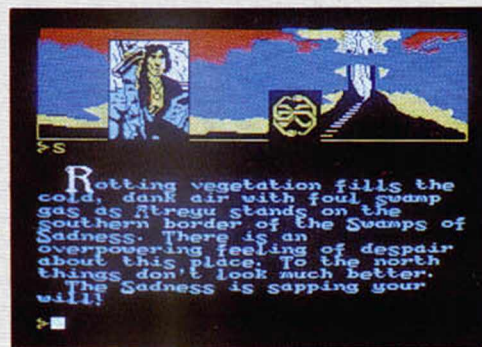 >S
Rotting vegetation fills the
cold, dank air with foul swamp
gas as Atreyu stands on the
southern border of the Swamps of
Sadness. There is an
overpowering feeling of despair
about this place. To the north
things don't look much better.
The Sadness is sapping your
will!
>